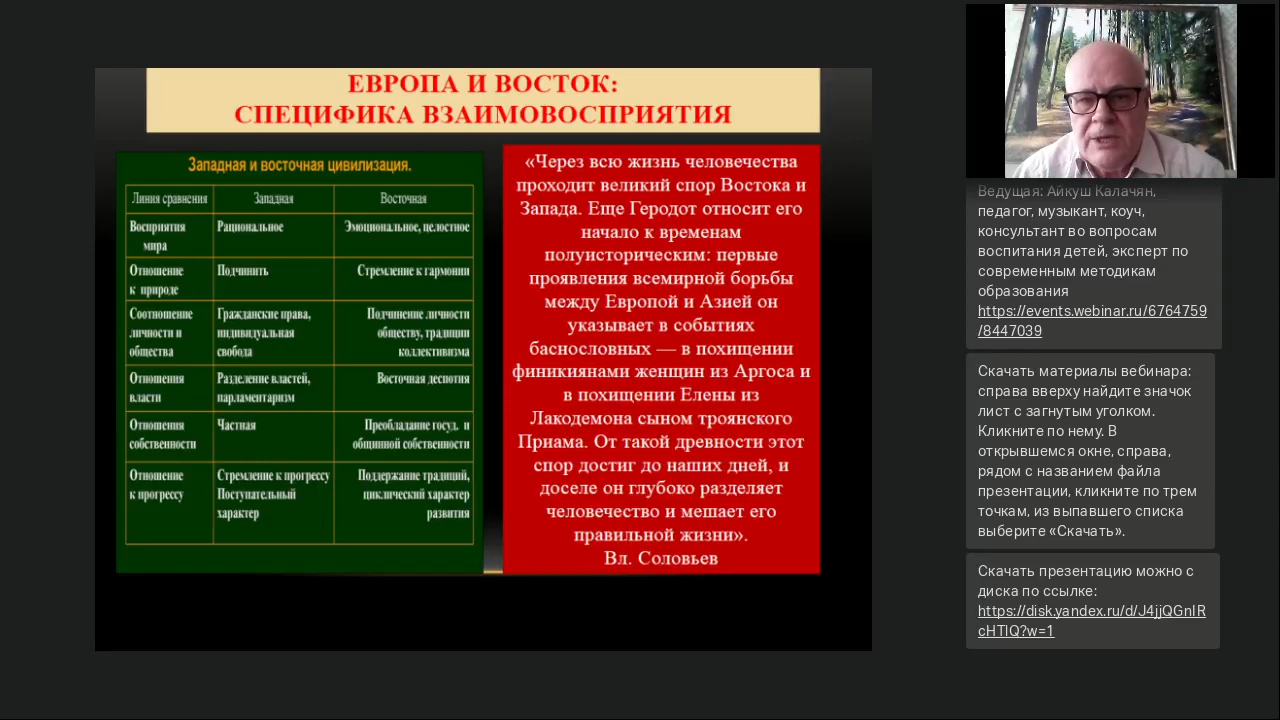 ЕВРОПА И ВОСТОК:
СПЕЦИФИКА ВЗАИМОВОСПРИЯТИЯ
Западная и восточная цивилизация.
Линия сравнения Западная Восточная
Восприятия Рациональное Эмоциональное, целостное
мира
Отношение Подчинить Стремление к гармонии
к природе
Соотношение Гражданские права, Подчинение личности
личности и индивидуальная обществу, традиции
общества свобода коллективизма
Отношения Разделение властей, Восточная деспотия
власти парламентаризм
Отношения Частная Преобладание госуд. и
собственности общинной собственности
Отношение Стремление к прогрессу Поддержание традиций,
к прогрессу Поступательный циклический характер
характер развития
«Через всю жизнь человечества
проходит великий спор Востока и
Запада. Еще Геродот относит его
начало к временам
полуисторическим: первые
проявления всемирной борьбы
между Европой и Азией он
указывает в событиях
баснословных — в похищении
финикиянами женщин из Аргоса и
в похищении Елены из
Лакодемона сыном троянского
Приама. От такой древности этот
спор достиг до наших дней, и
доселе он глубоко разделяет
человечество и мешает его
правильной жизни».
Вл. Соловьев
Ведущая: Айкуш Калачян,
педагог, музыкант, коуч,
консультант во вопросам
воспитания детей, эксперт по
современным методикам
образования
https://events.webinar.ru/6764759
/8447039
Скачать материалы вебинара:
справа вверху найдите значок
лист с загнутым уголком.
Кликните по нему. В
открывшемся окне, справа,
рядом с названием файла
презентации, кликните по трем
точкам, из выпавшего списка
выберите «Скачать».
Скачать презентацию можно с
диска по ссылке:
https://disk.yandex.ru/d/J4jjQGnIR
cHTlQ?w=1